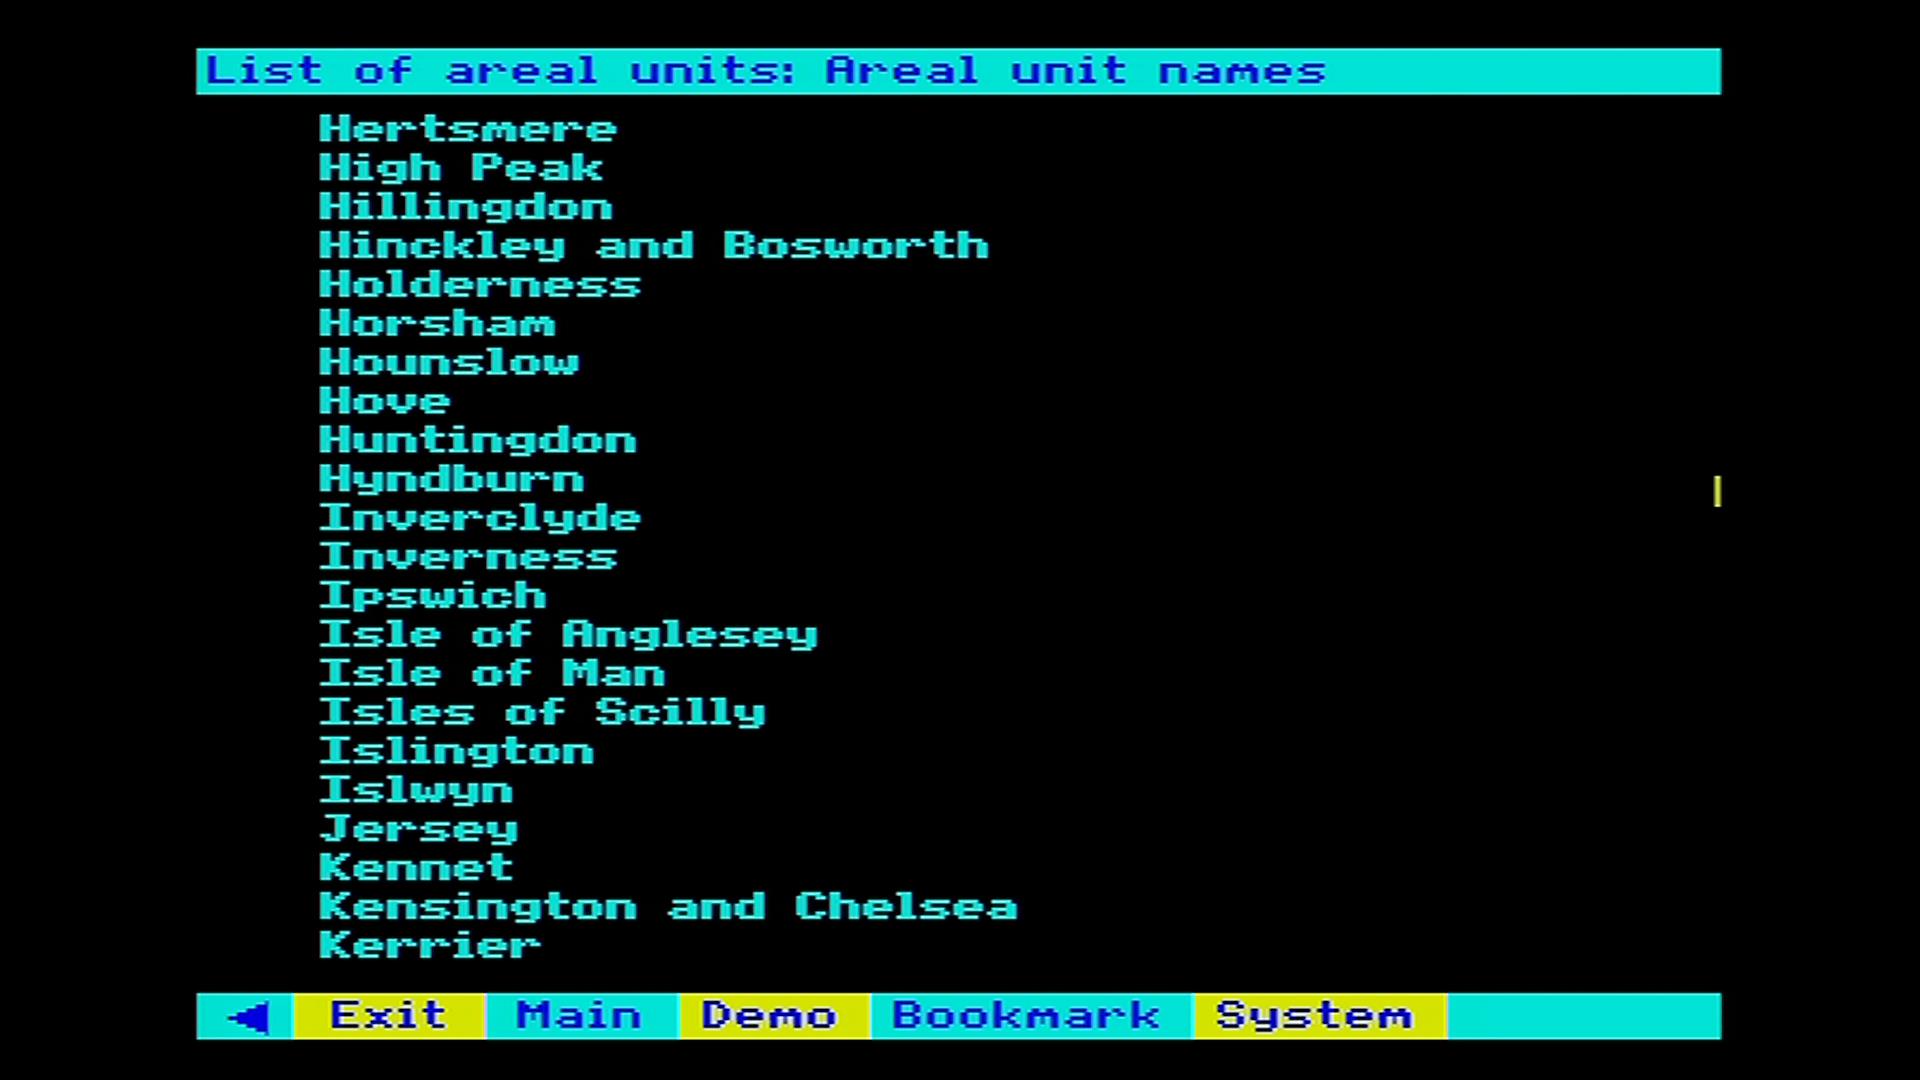 List of areal units: Areal unit names
Hertsmere
High Peak
Hillingdon
Hinckley and Bosworth
Holderness
Horsham
Hounslow
Hove
Huntingdon
Hyndburn
Inverclyde
Inverness
Ipswich
Isle of Anglesey
Isle of Man
Isles of Scilly
Islington
Islwyn
Jersey
Kennet
Kensington and Chelsea
Kerrier
Exit Main Demo Bookmark System